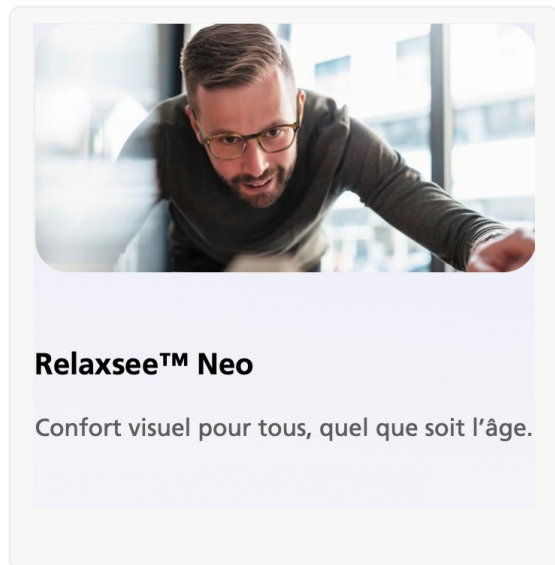 Relaxsee™ Neo
Confort visuel pour tous, quel que soit l’âge.